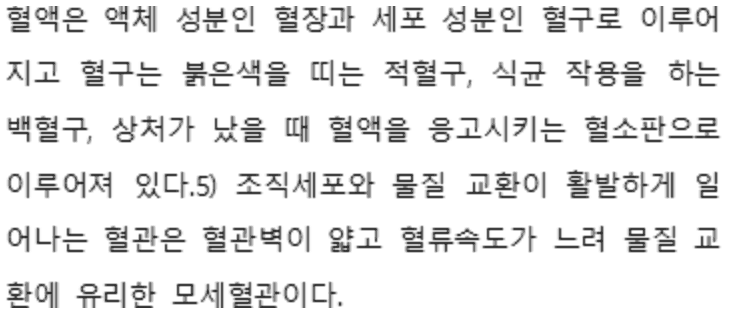 혈액은 액체 성분인 혈장과 세포 성분인 혈구로 이루어
지고 혈구는 붉은색을 띠는 적혈구, 식균 작용을 하는
백혈구, 상처가 났을 때 혈액을 응고시키는 혈소판으로
이루어져 있다.5) 조직세포와 물질 교환이 활발하게 일
어나는 혈관은 혈관벽이 얇고 혈류속도가 느려 물질 교
환에 유리한 모세혈관이다.